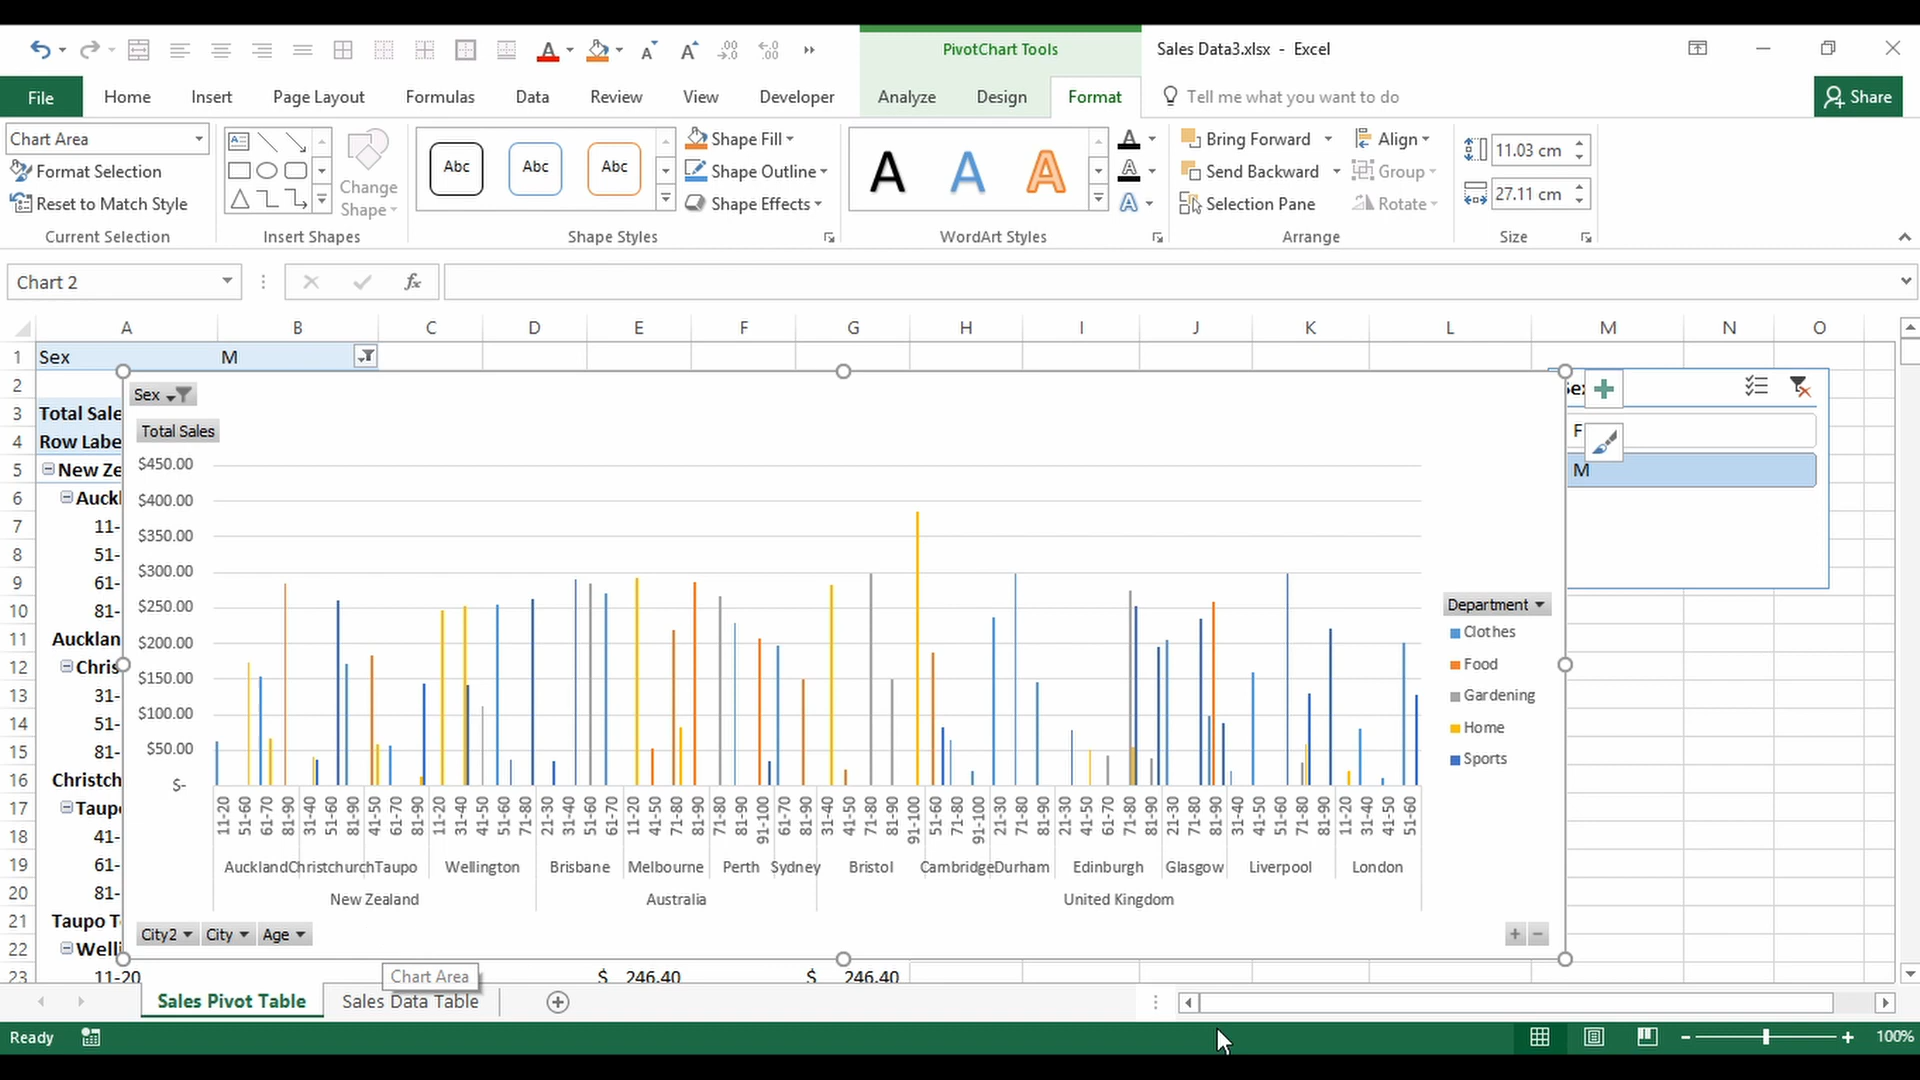 PivotChart Tools
Sales Data3.xlsx - Excel
File Home Insert Page Layout Formulas Data Review View Developer Analyze Design Format Tell me what you want to do Share
Chart Area
Format Selection
Reset to Match Style
Current Selection
Change
Shape
Insert Shapes
Abc Abc Abc
Shape Fill
Shape Outline
Shape Effects
Shape Styles
A A A
WordArt Styles
Bring Forward
Send Backward
Selection Pane
Align
Group
Rotate
Arrange
11.03 cm
27.11 cm
Size
Chart 2
fx
A B C D E F G H I J K L M N O
1 Sex M
2
3 Total Sale
4 Row Labe
5 New Ze
6 Auckl
7 11-
8 51-
9 61-
10 81-
11 Aucklan
12 Chris
13 31-
14 51-
15 81-
16 Christch
17 Taupo
18 41-
19 61-
20 81-
21 Taupo T
22 Welli
23 11-20 $ 246.40 $ 246.40
Sex
Total Sales
$450.00
$400.00
$350.00
$300.00
$250.00
$200.00
$150.00
$100.00
$50.00
$-
11-20 51-60 61-70 81-90 31-40 51-60 81-90 41-50 61-70 81-90 11-20 31-40 41-50 51-60 71-80 21-30 31-40 51-60 61-70 11-20 41-50 71-80 81-90 71-80 81-90 91-100 61-70 81-90 31-40 41-50 71-80 81-90 91-100 51-60 71-80 91-100 21-30 71-80 81-90 21-30 41-50 61-70 71-80 81-90 21-30 71-80 81-90 31-40 41-50 51-60 71-80 81-90 11-20 31-40 41-50 51-60
Auckland Christchurch Taupo Wellington Brisbane Melbourne Perth Sydney Bristol Cambridge Durham Edinburgh Glasgow Liverpool London
New Zealand Australia United Kingdom
City2 City Age
Department
Clothes
Food
Gardening
Home
Sports
F
M
Chart Area
Sales Pivot Table Sales Data Table
Ready
100%